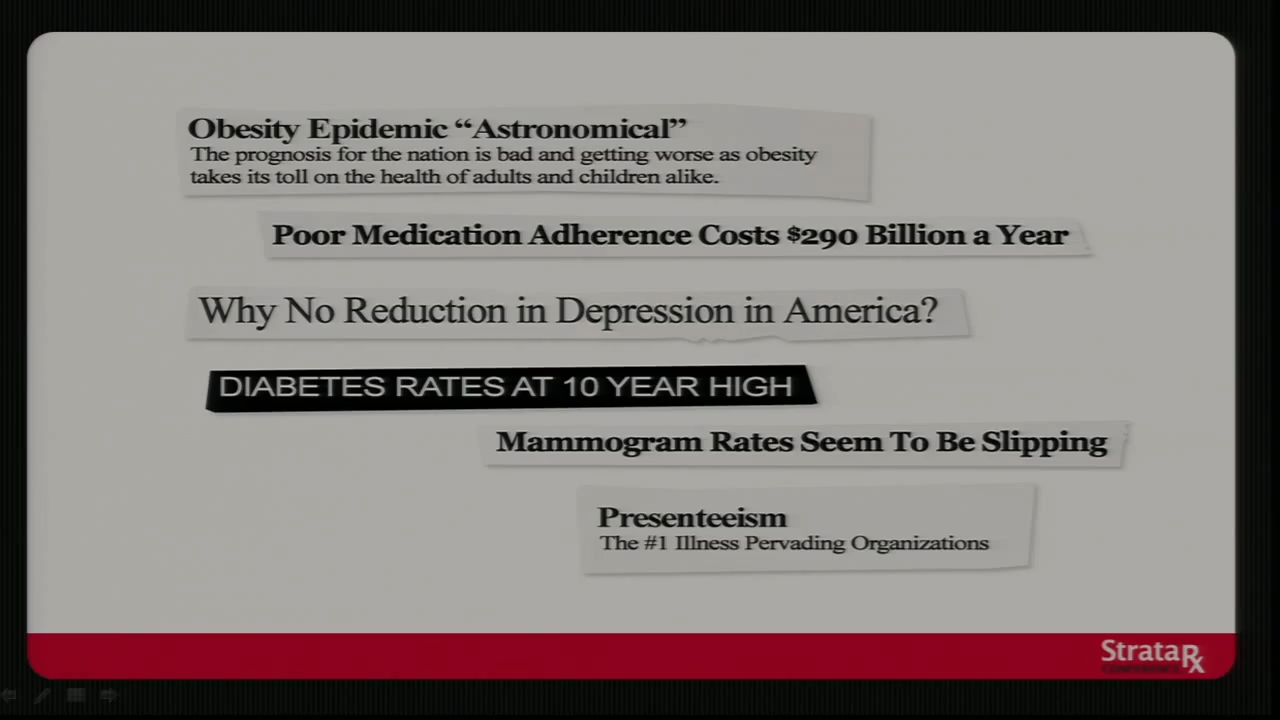 Obesity Epidemic “Astronomical”
The prognosis for the nation is bad and getting worse as obesity
takes its toll on the health of adults and children alike.
Poor Medication Adherence Costs $290 Billion a Year
Why No Reduction in Depression in America?
DIABETES RATES AT 10 YEAR HIGH
Mammogram Rates Seem To Be Slipping
Presenteeism
The #1 Illness Pervading Organizations
Strata Rx
CONFERENCE